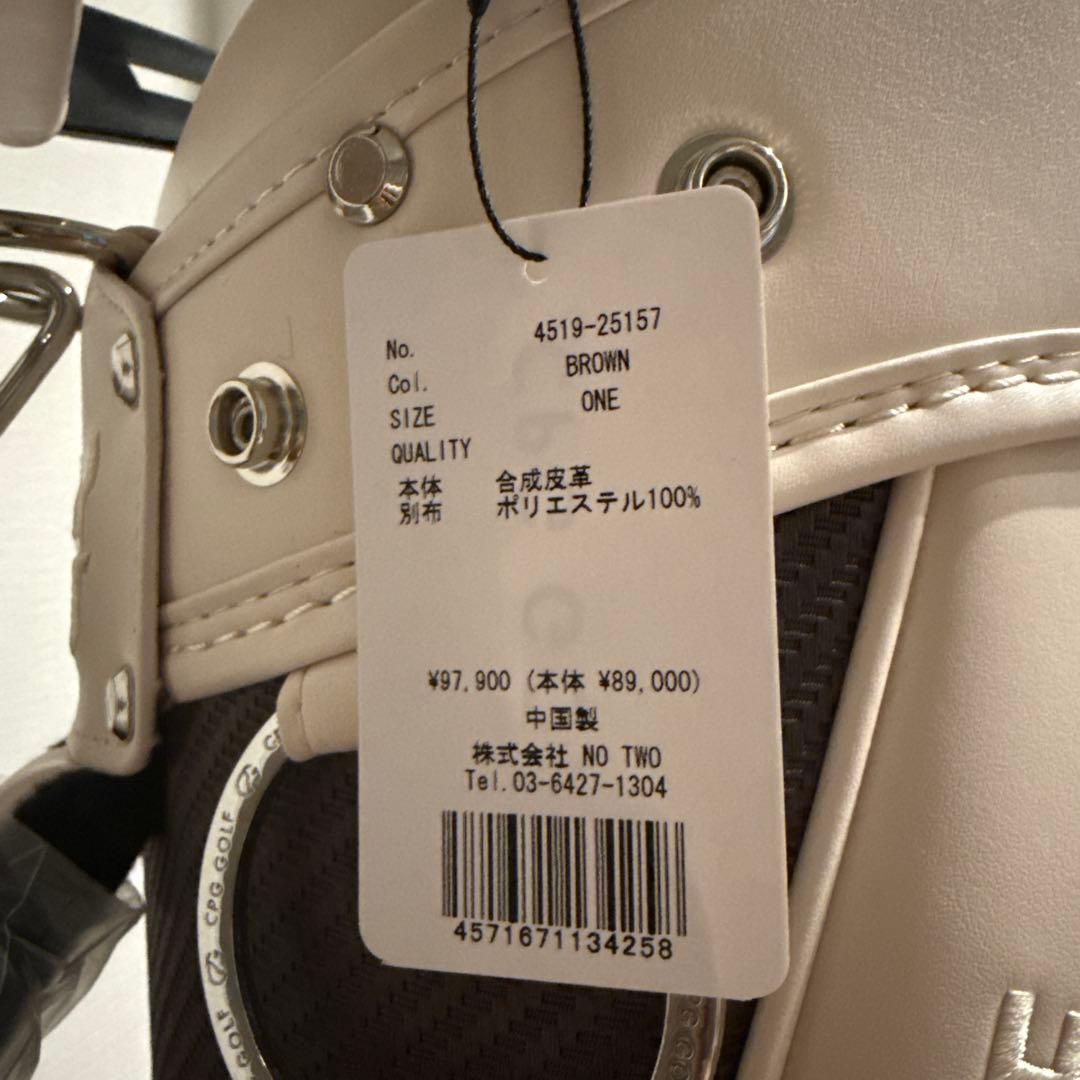 No. 4519-25157
Col. BROWN
SIZE ONE
QUALITY
本体 合成皮革
別布 ポリエステル100%
¥97,900 (本体 ¥89,000)
中国製
株式会社 NO TWO
Tel.03-6427-1304
4571671134258
CPG GOLF
GOLF